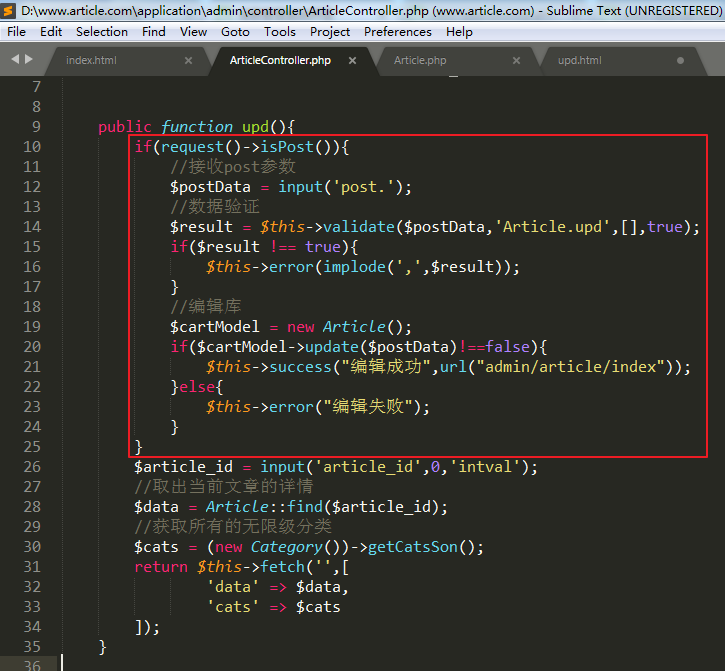 D:\www.article.com\application\admin\controller\ArticleController.php (www.article.com) - Sublime Text (UNREGISTERED)
File Edit Selection Find View Goto Tools Project Preferences Help
index.html × ArticleController.php × Article.php × upd.html
7
8
9 public function upd(){
10 if(request()->isPost()){
11 //接收post参数
12 $postData = input('post.');
13 //数据验证
14 $result = $this->validate($postData,'Article.upd',[],true);
15 if($result !== true){
16 $this->error(implode(',',$result));
17 }
18 //编辑库
19 $cartModel = new Article();
20 if($cartModel->update($postData)!==false){
21 $this->success("编辑成功",url("admin/article/index"));
22 }else{
23 $this->error("编辑失败");
24 }
25 }
26 $article_id = input('article_id',0,'intval');
27 //取出当前文章的详情
28 $data = Article::find($article_id);
29 //获取所有的无限级分类
30 $cats = (new Category())->getCatsSon();
31 return $this->fetch('',[
32 'data' => $data,
33 'cats' => $cats
34 ]);
35 }
36